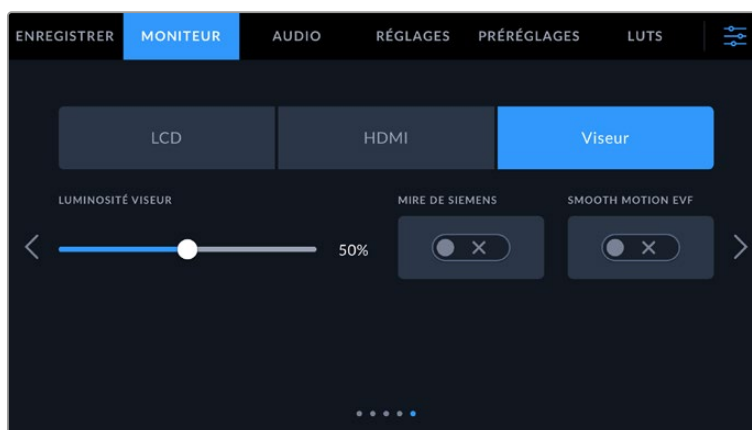 ENREGISTRER MONITEUR AUDIO RÉGLAGES PRÉRÉGLAGES LUTS
LCD HDMI Viseur
LUMINOSITÉ VISEUR MIRE DE SIEMENS SMOOTH MOTION EVF
50%